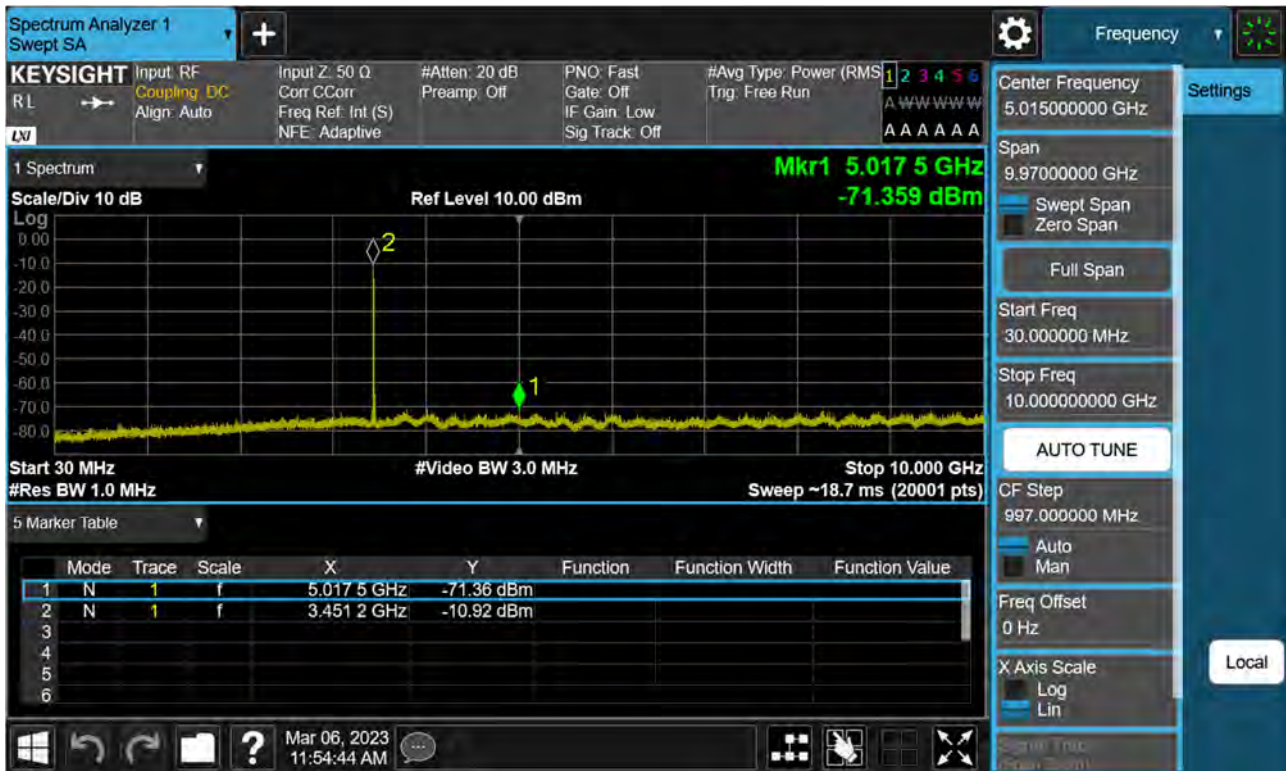 Spectrum Analyzer 1
Swept SA
+
Frequency
KEYSIGHT
R L
LXI
Input: RF
Coupling: DC
Align: Auto
Input Z: 50 Ω
Corr CCorr
Freq Ref: Int (S)
NFE: Adaptive
#Atten: 20 dB
Preamp: Off
PNO: Fast
Gate: Off
IF Gain: Low
Sig Track: Off
#Avg Type: Power (RMS
Trig: Free Run
1 2 3 4 5 6
A W W W W W
A A A A A A
1 Spectrum
Scale/Div 10 dB
Ref Level 10.00 dBm
Mkr1 5.017 5 GHz
-71.359 dBm
Log
0.00
-10.0
-20.0
-30.0
-40.0
-50.0
-60.0
-70.0
-80.0
2
1
Start 30 MHz
#Video BW 3.0 MHz
Stop 10.000 GHz
#Res BW 1.0 MHz
Sweep ~18.7 ms (20001 pts)
5 Marker Table
Mode Trace Scale X Y Function Function Width Function Value
1 N 1 f 5.017 5 GHz -71.36 dBm
2 N 1 f 3.451 2 GHz -10.92 dBm
3
4
5
6
Center Frequency
5.015000000 GHz
Settings
Span
9.97000000 GHz
Swept Span
Zero Span
Full Span
Start Freq
30.000000 MHz
Stop Freq
10.000000000 GHz
AUTO TUNE
CF Step
997.000000 MHz
Auto
Man
Freq Offset
0 Hz
X Axis Scale
Log
Lin
Local
?
Mar 06, 2023
11:54:44 AM